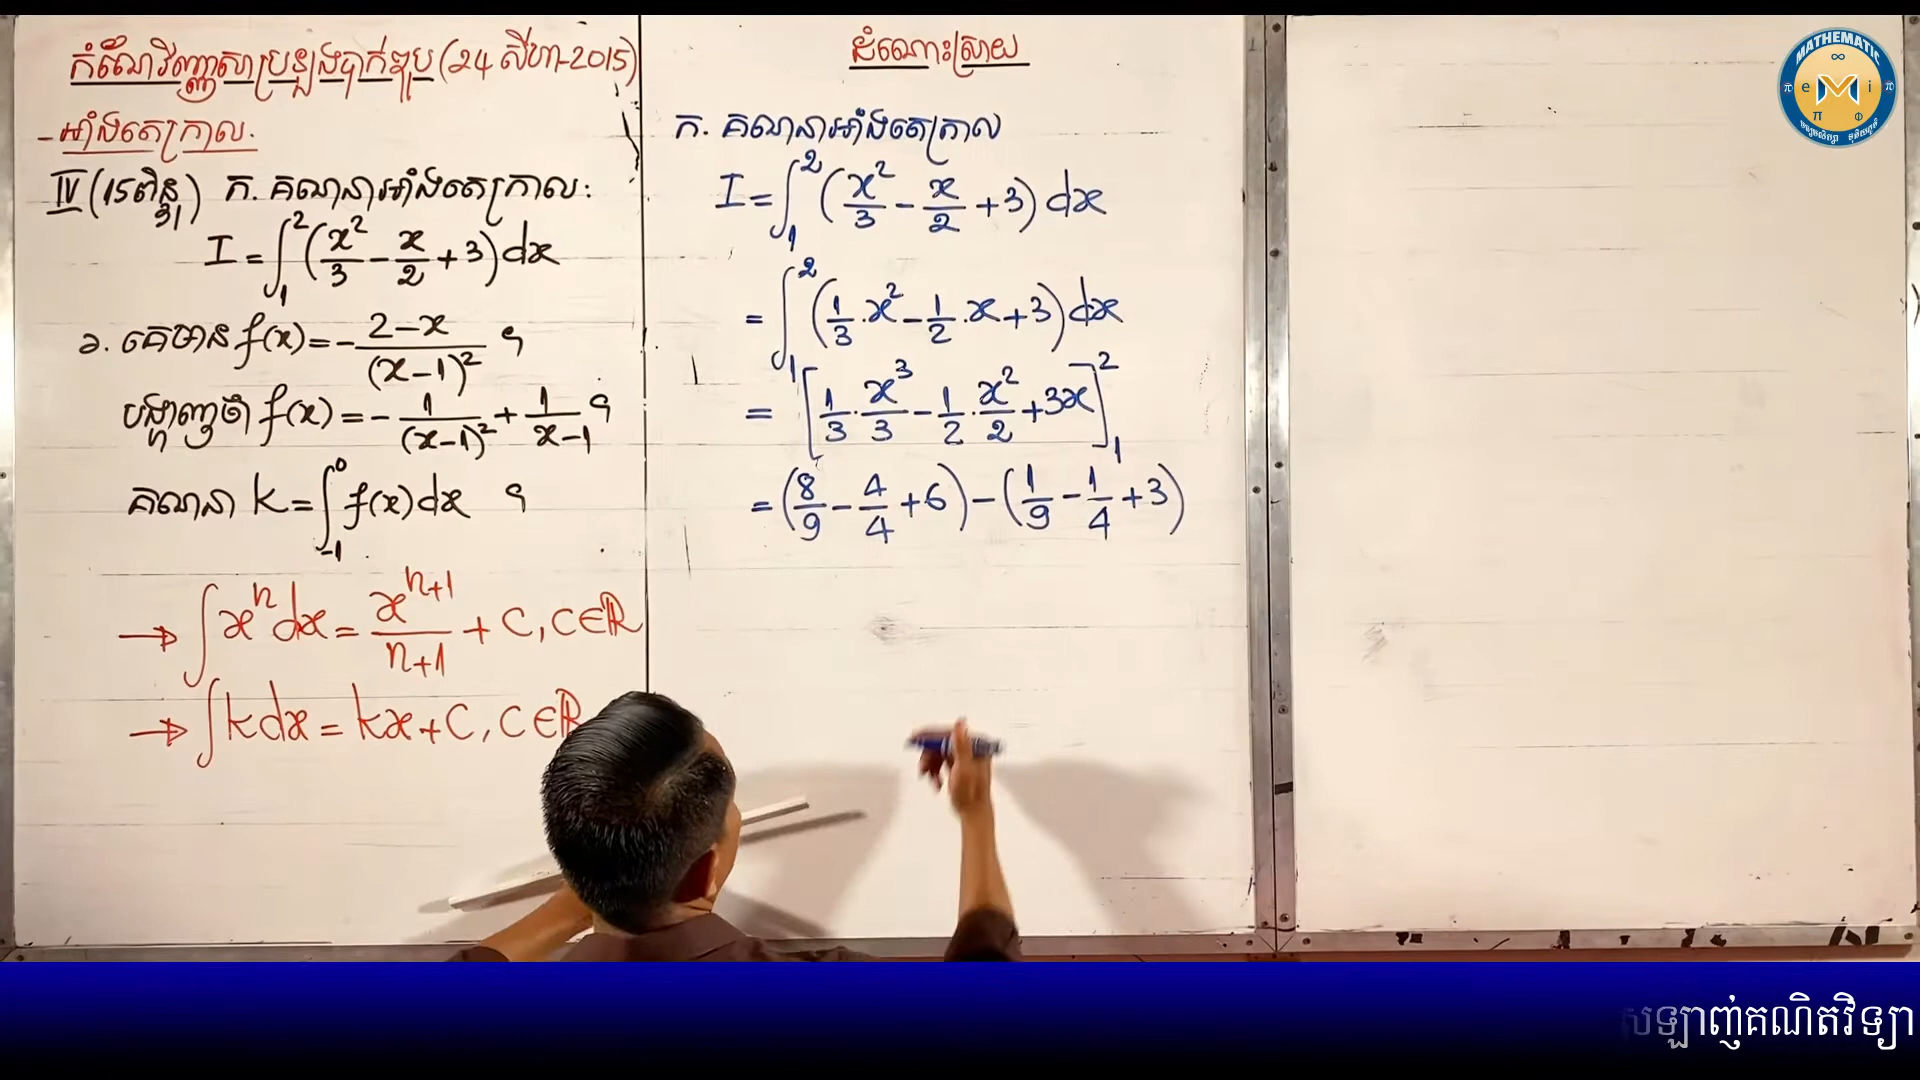 កំណែវិញ្ញាសាប្រឡងបាក់ឌុប (24 សីហា-2015)
- អាំងតេក្រាល.
IV (15ពិន្ទុ) ក. គណនាអាំងតេក្រាល:
I = ∫₁² (x²/3 - x/2 + 3) dx
ខ. គេមាន f(x) = - (2-x)/(x-1)² ។
បង្ហាញថា f(x) = - 1/(x-1)² + 1/(x-1) ។
គណនា K = ∫₋₁⁰ f(x) dx ។
→ ∫ xⁿ dx = xⁿ⁺¹/(n+1) + C, C∈ℝ
→ ∫ k dx = kx + C, C∈ℝ
ដំណោះស្រាយ
ក. គណនាអាំងតេក្រាល
I = ∫₁² (x²/3 - x/2 + 3) dx
= ∫₁² (1/3 . x² - 1/2 . x + 3) dx
= [1/3 . x³/3 - 1/2 . x²/2 + 3x]₁²
= (8/9 - 4/4 + 6) - (1/9 - 1/4 + 3)
MATHEMATIC
∞
π e i π
π Φ
ស្រឡាញ់គណិតវិទ្យា